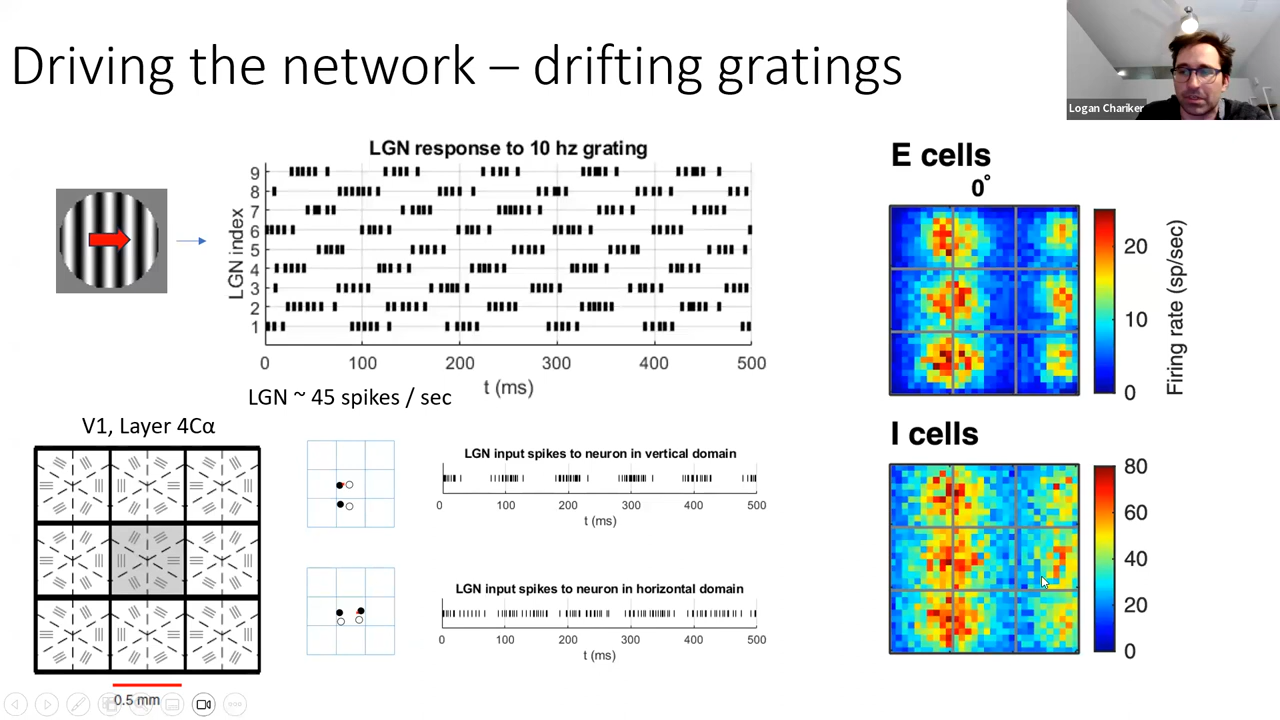 Driving the network – drifting gratings
Logan Chariker
LGN response to 10 hz grating
LGN index
9
8
7
6
5
4
3
2
1
0 100 200 300 400 500
t (ms)
LGN ~ 45 spikes / sec
E cells
0°
20
10
0
Firing rate (sp/sec)
V1, Layer 4Cα
0.5 mm
LGN input spikes to neuron in vertical domain
0 100 200 300 400 500
t (ms)
LGN input spikes to neuron in horizontal domain
0 100 200 300 400 500
t (ms)
I cells
80
60
40
20
0